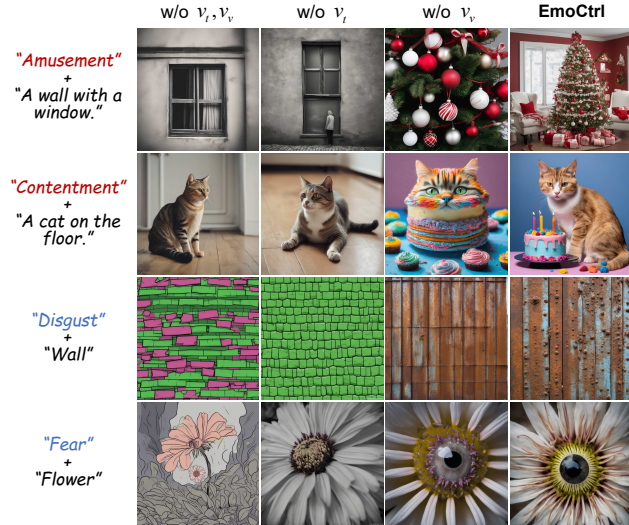 w/o v_t, v_v w/o v_t w/o v_v EmoCtrl
"Amusement"
+
"A wall with a
window."
"Contentment"
+
"A cat on the
floor."
"Disgust"
+
"Wall"
"Fear"
+
"Flower"